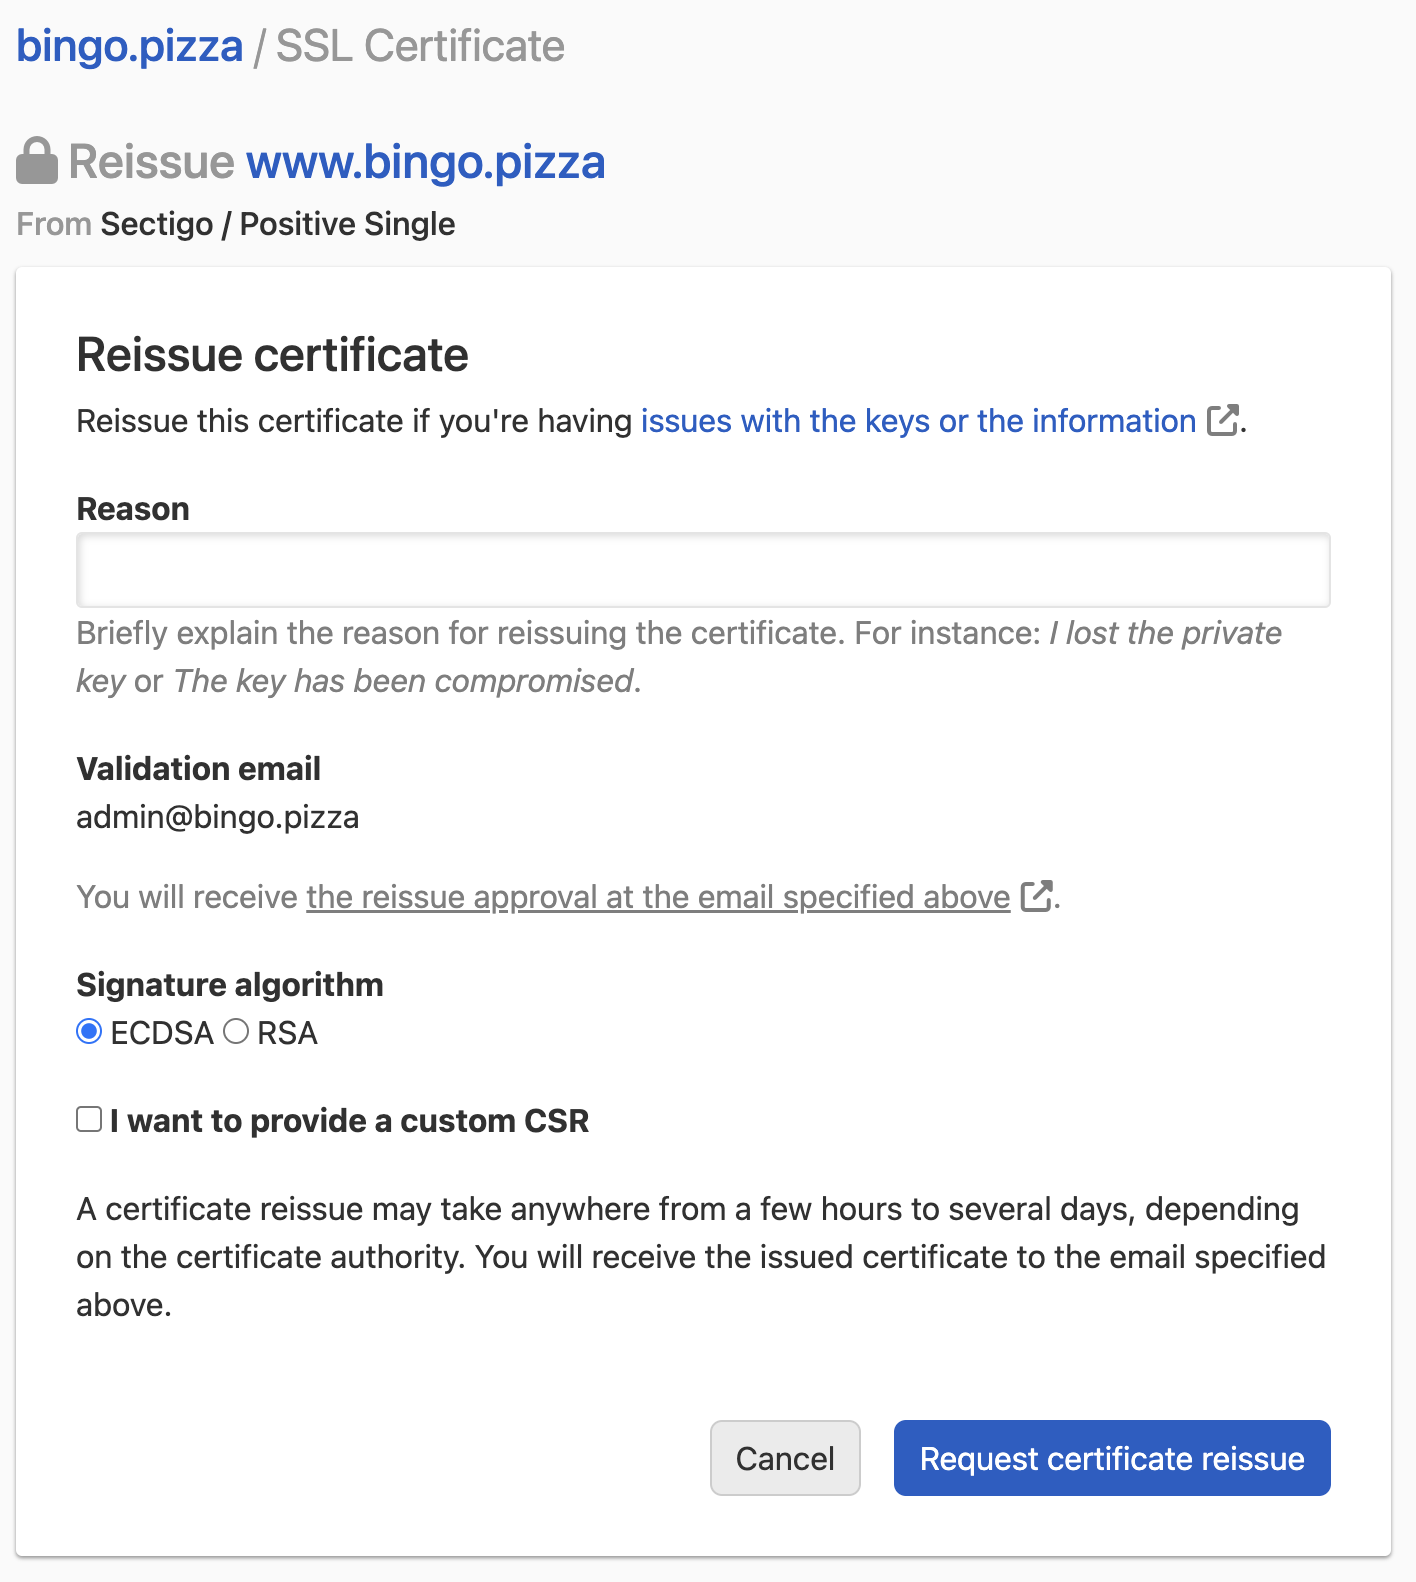 bingo.pizza / SSL Certificate
Reissue www.bingo.pizza
From Sectigo / Positive Single
Reissue certificate
Reissue this certificate if you're having issues with the keys or the information.
Reason
Briefly explain the reason for reissuing the certificate. For instance: I lost the private
key or The key has been compromised.
Validation email
admin@bingo.pizza
You will receive the reissue approval at the email specified above.
Signature algorithm
ECDSA RSA
I want to provide a custom CSR
A certificate reissue may take anywhere from a few hours to several days, depending
on the certificate authority. You will receive the issued certificate to the email specified
above.
Cancel Request certificate reissue